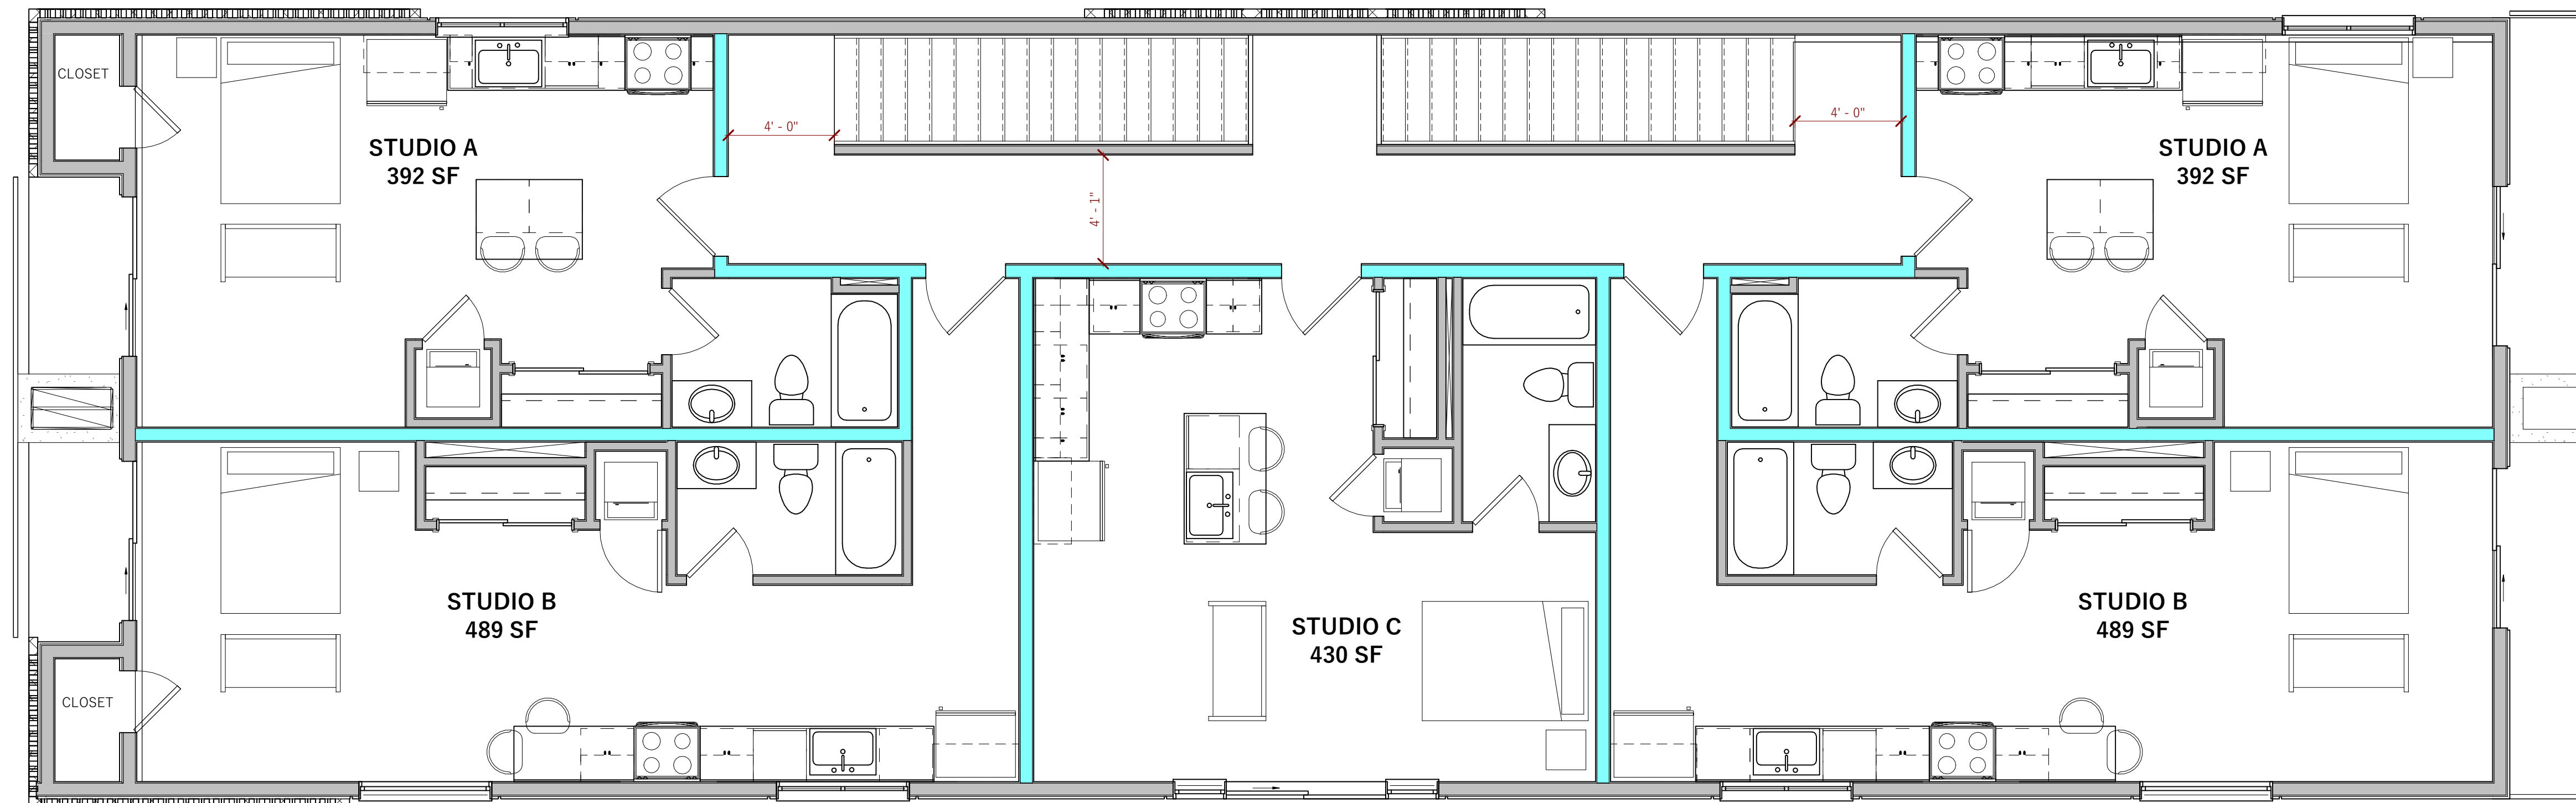 CLOSET
STUDIO A
392 SF
4' - 0"
4' - 1"
4' - 0"
STUDIO A
392 SF
STUDIO B
489 SF
STUDIO C
430 SF
STUDIO B
489 SF
CLOSET